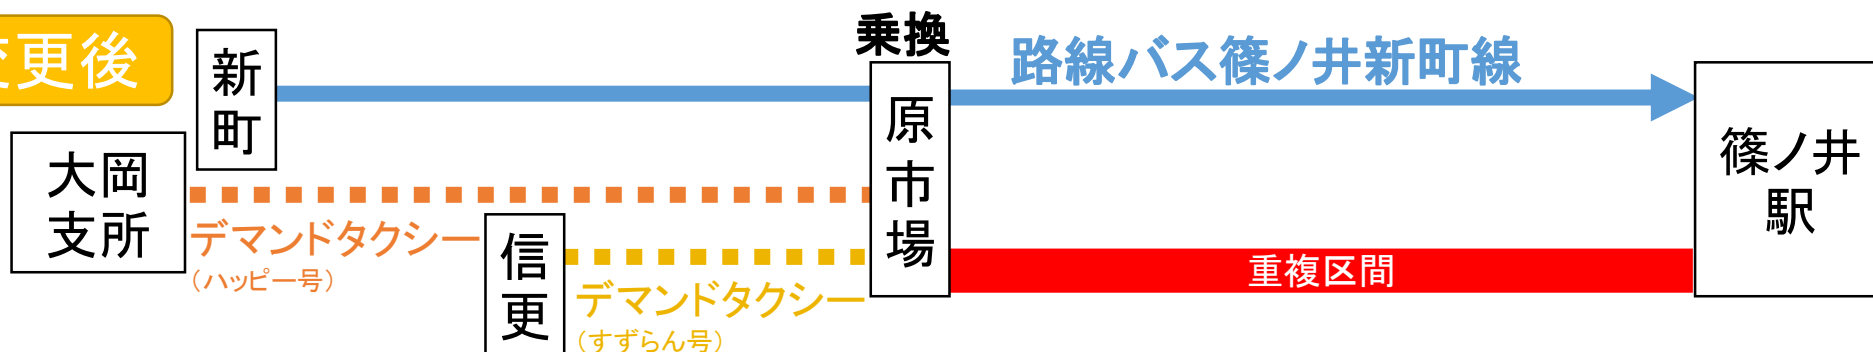 変更後
乗換
路線バス篠ノ井新町線
新町
原市場
篠ノ井
駅
大岡
支所
デマンドタクシー
（ハッピー号）
信更
重複区間
デマンドタクシー
（すずらん号）